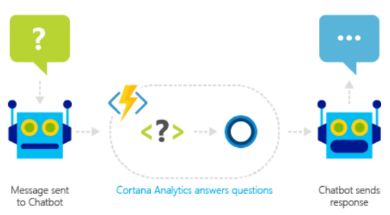 ?
...
<?>
Message sent
to Chatbot
Cortana Analytics answers questions
Chatbot sends
response